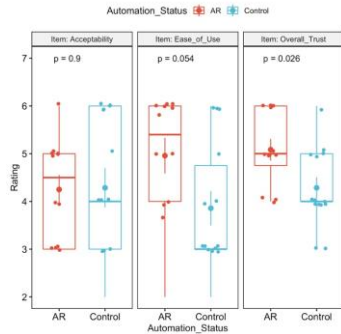 Automation_Status AR Control
Item: Acceptability Item: Ease_of_Use Item: Overall_Trust
p = 0.9 p = 0.054 p = 0.026
7
6
5
4
3
2
Rating
AR Control AR Control AR Control
Automation_Status